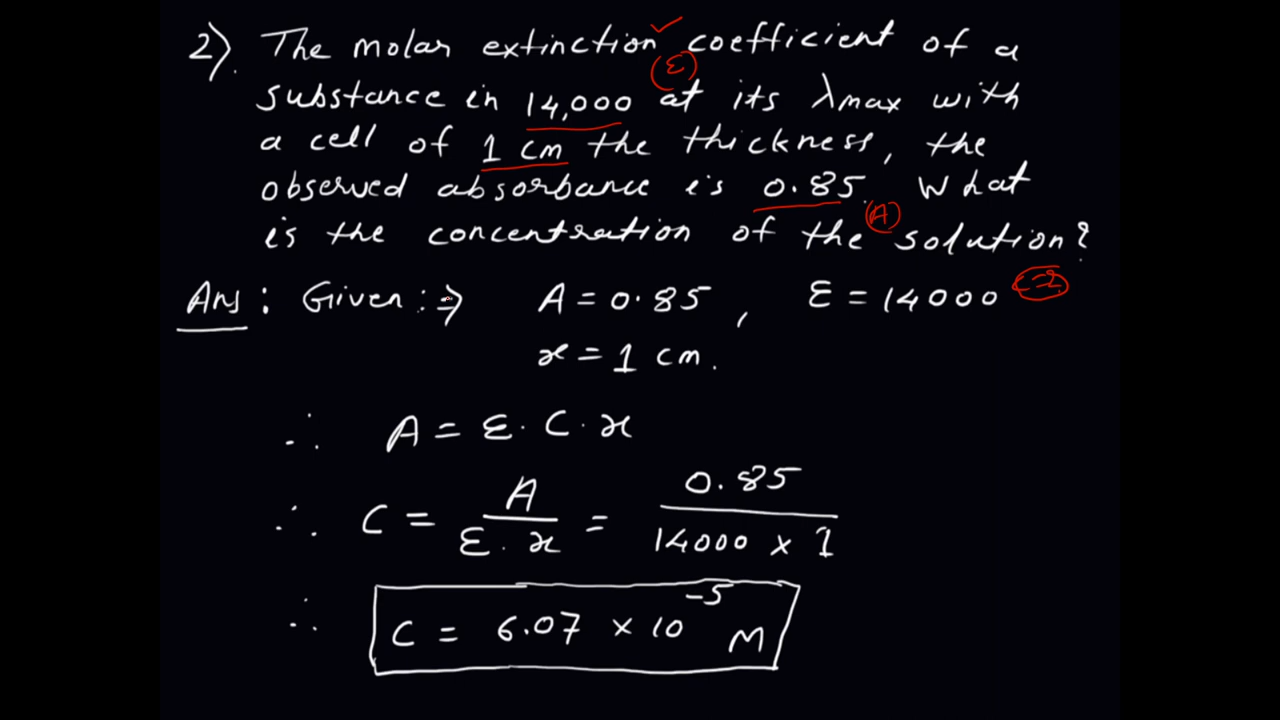 2). The molar extinction coefficient of a
(ε)
substance in 14,000 at its λmax with
a cell of 1 cm the thickness, the
observed absorbance is 0.85. What
(A)
is the concentration of the solution?
Ans: Given :⇒ A = 0.85, ε = 14000
x = 1 cm.
∴ A = ε . C . x
∴ C = A / ε . x = 0.85 / 14000 × 1
∴ C = 6.07 × 10⁻⁵ M